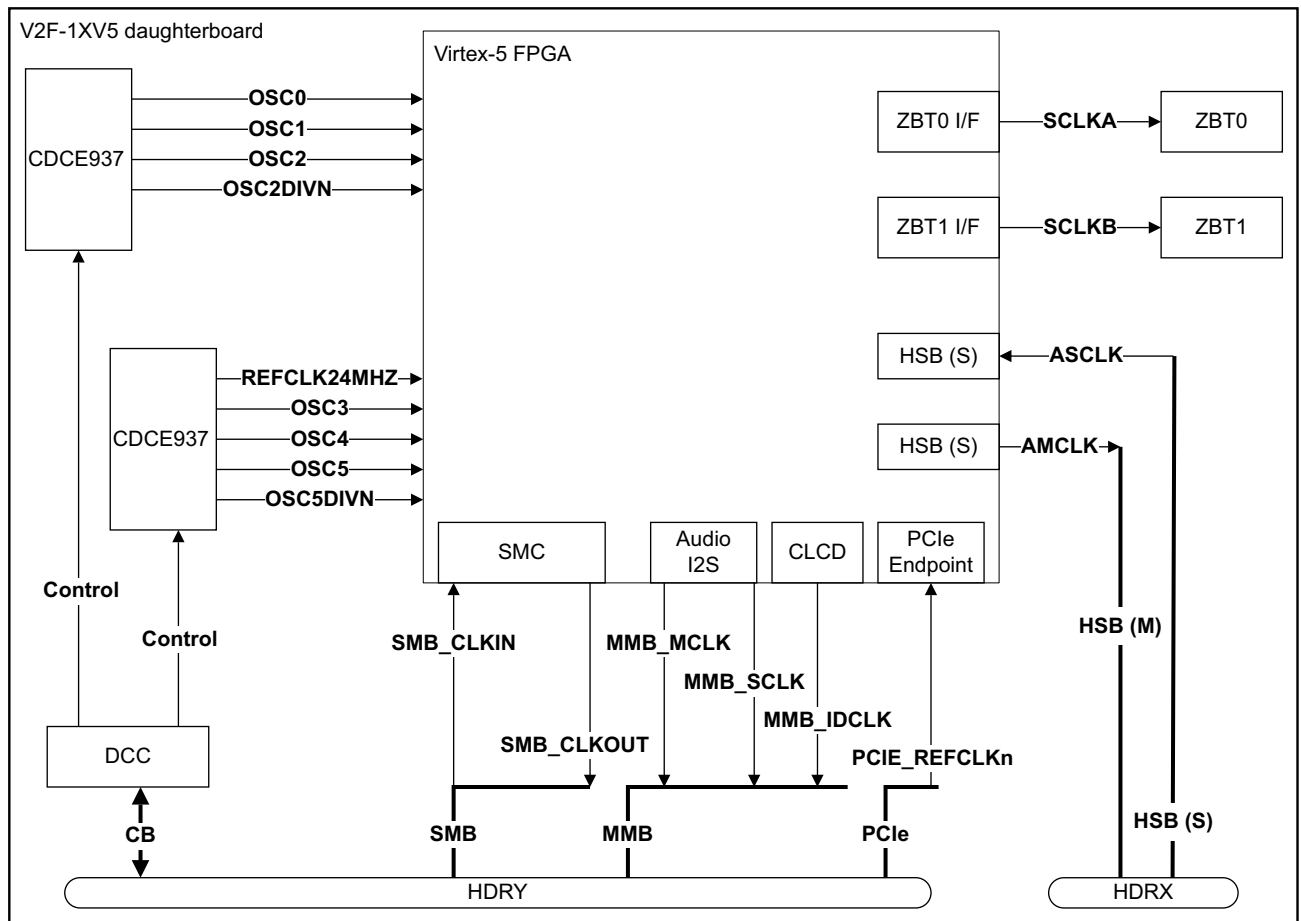 V2F-1XV5 daughterboard
Virtex-5 FPGA
CDCE937
OSC0
OSC1
OSC2
OSC2DIVN
ZBT0 I/F
SCLKA
ZBT0
ZBT1 I/F
SCLKB
ZBT1
HSB (S)
ASCLK
CDCE937
REFCLK24MHZ
OSC3
OSC4
OSC5
OSC5DIVN
HSB (S)
AMCLK
SMC
Audio
I2S
CLCD
PCIe
Endpoint
Control
Control
SMB_CLKIN
MMB_MCLK
HSB (M)
MMB_SCLK
MMB_IDCLK
SMB_CLKOUT
PCIE_REFCLKn
DCC
CB
SMB
MMB
PCIe
HSB (S)
HDRY
HDRX